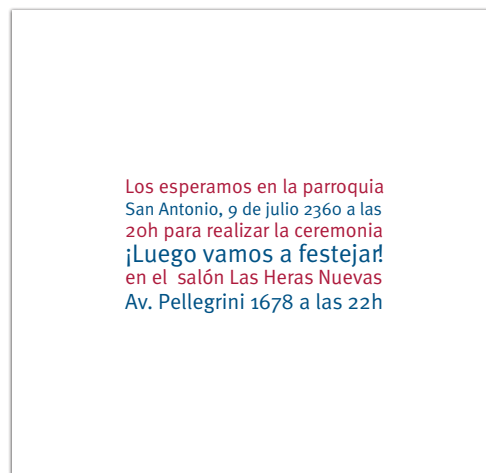 Los esperamos en la parroquia
San Antonio, 9 de julio 2360 a las
20h para realizar la ceremonia
¡Luego vamos a festejar!
en el  salón Las Heras Nuevas
Av. Pellegrini 1678 a las 22h